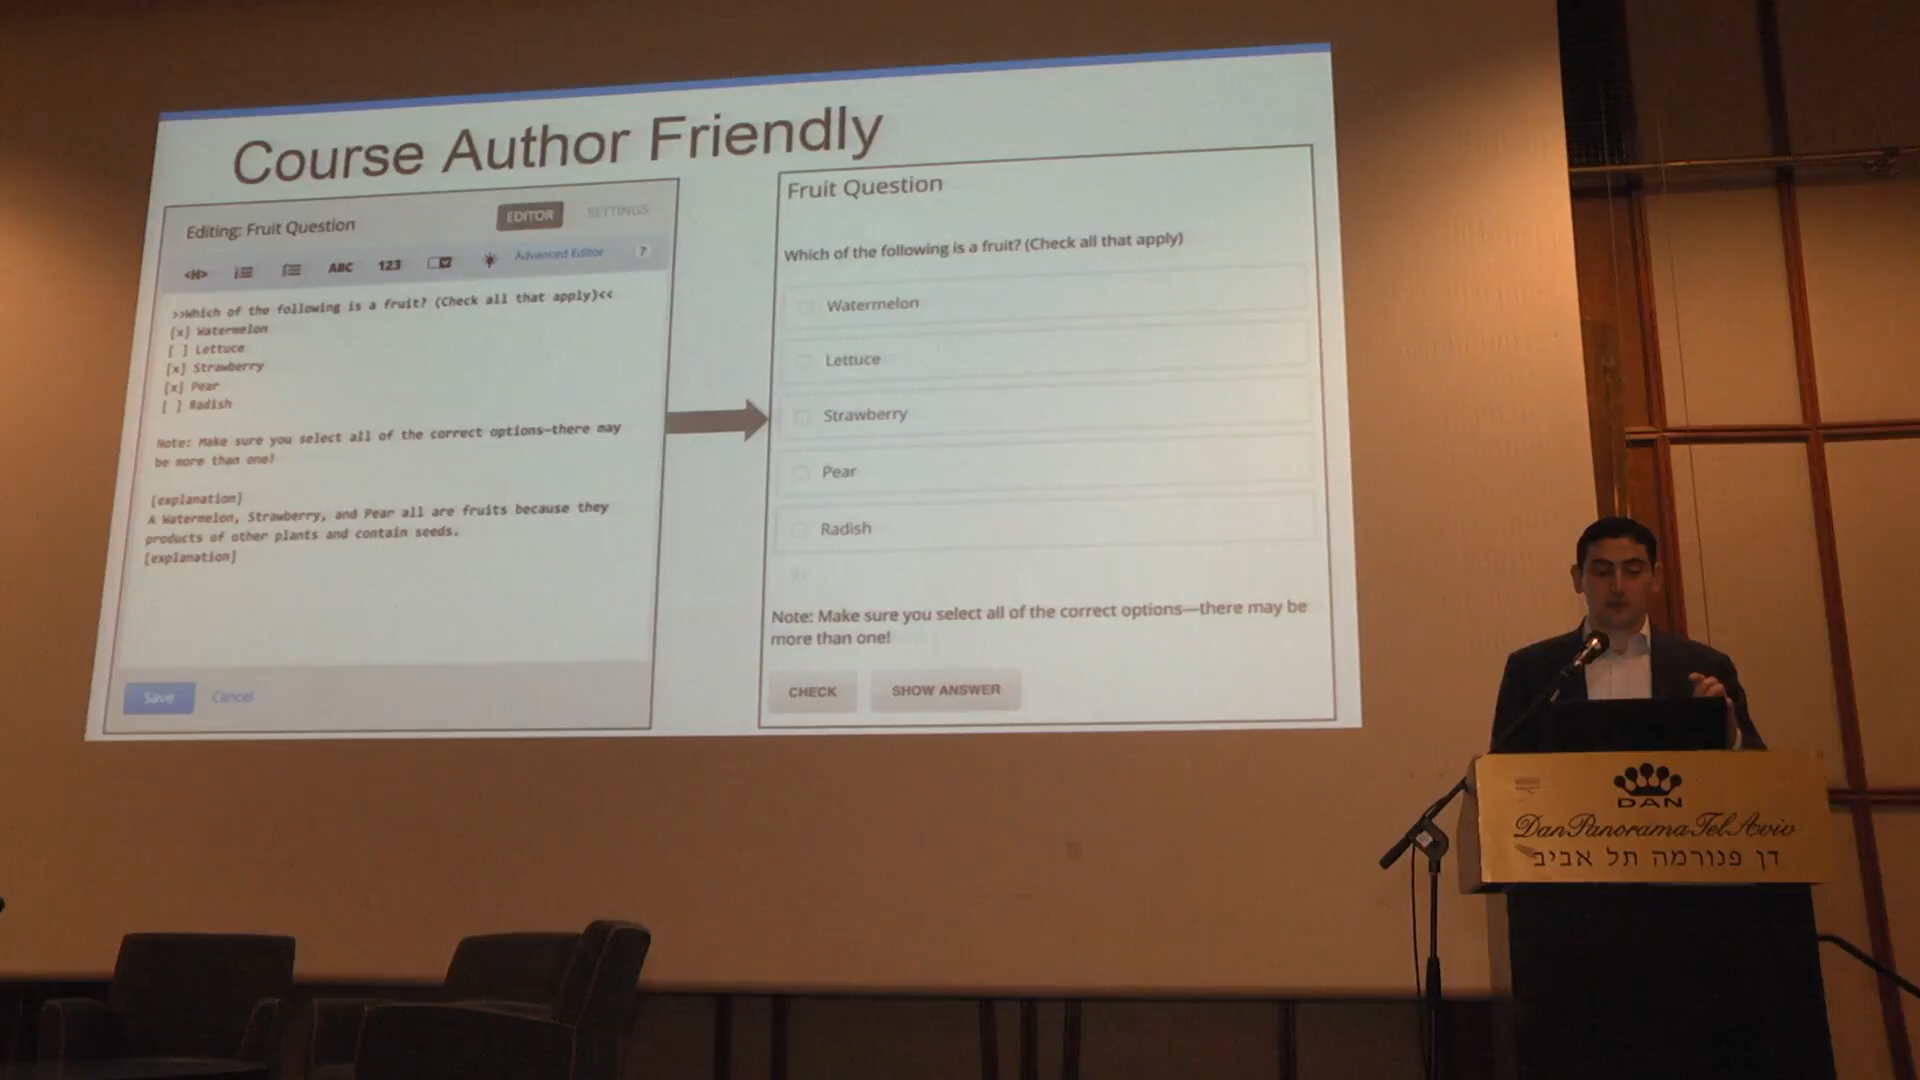 Course Author Friendly
Editing: Fruit Question
EDITOR
SETTINGS
<H>
ABC
123
Advanced Editor
?
>>Which of the following is a fruit? (Check all that apply)<<
[x] Watermelon
[ ] Lettuce
[x] Strawberry
[x] Pear
[ ] Radish
Note: Make sure you select all of the correct options—there may
be more than one!
[explanation]
A Watermelon, Strawberry, and Pear all are fruits because they
products of other plants and contain seeds.
[explanation]
Save
Cancel
Fruit Question
Which of the following is a fruit? (Check all that apply)
Watermelon
Lettuce
Strawberry
Pear
Radish
Note: Make sure you select all of the correct options—there may be
more than one!
CHECK
SHOW ANSWER
DAN
Dan Panorama Tel Aviv
דן פנורמה תל אביב